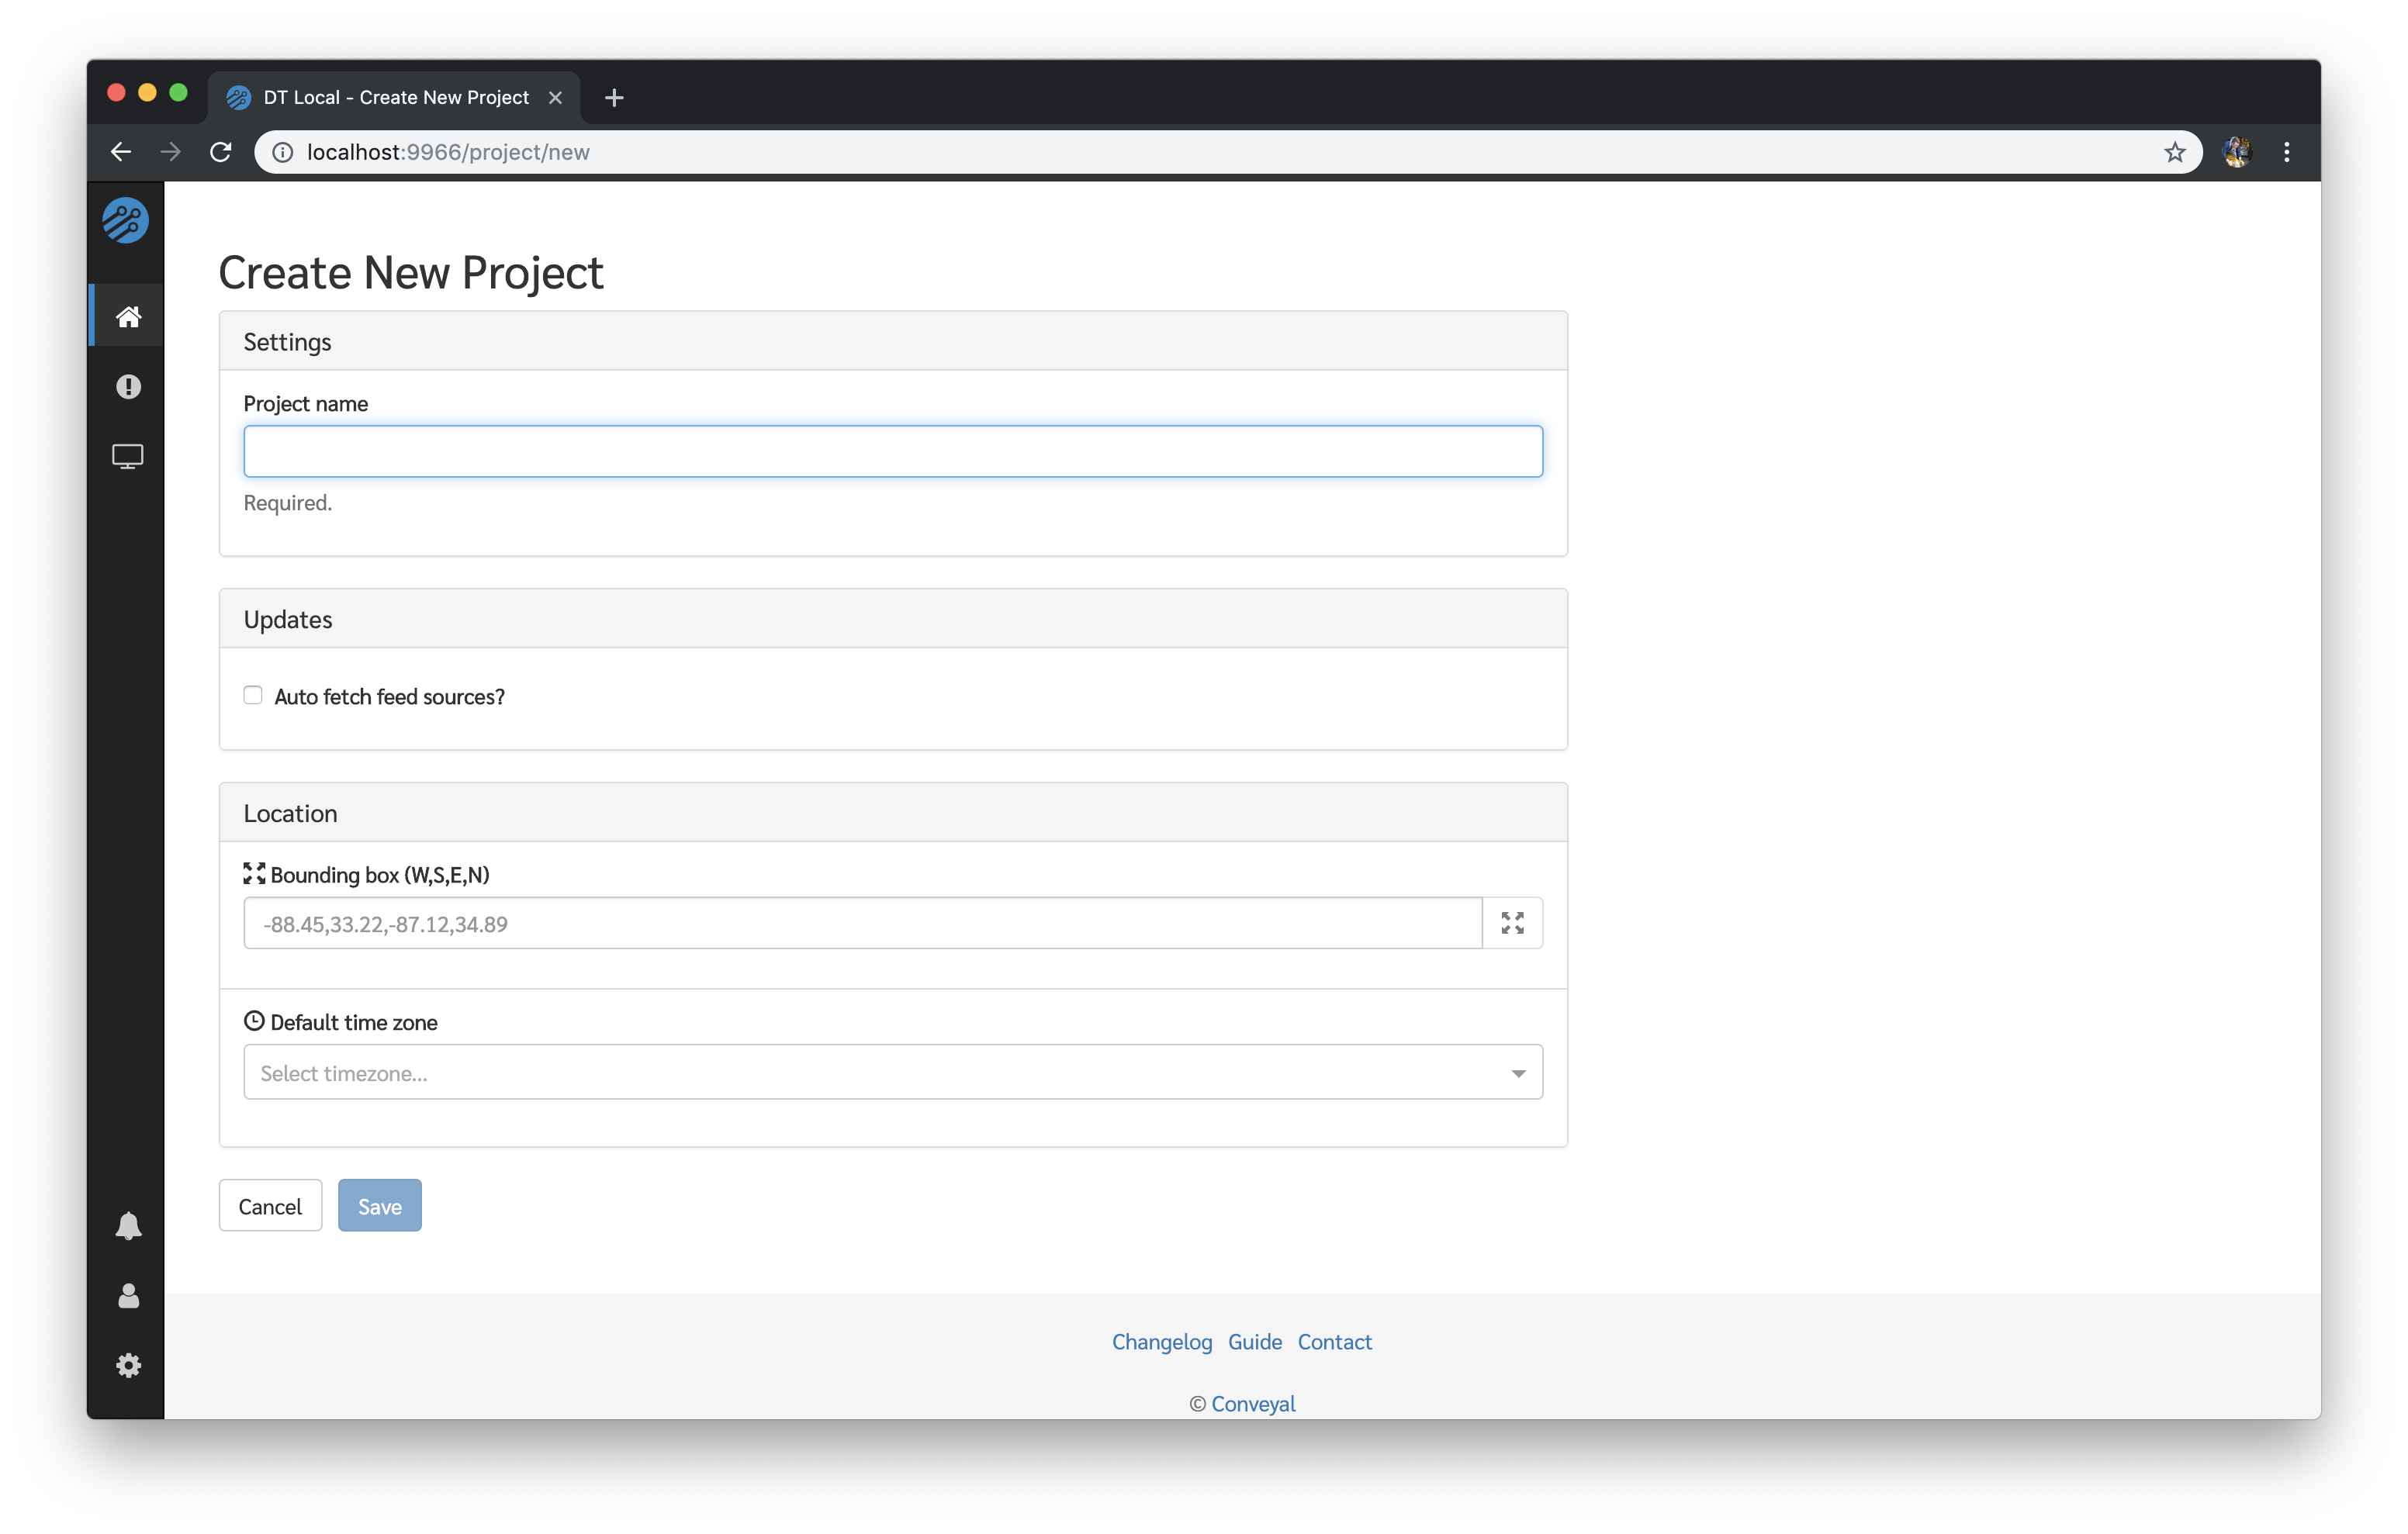 DT Local - Create New Project
localhost:9966/project/new
Create New Project
Settings
Project name
Required.
Updates
Auto fetch feed sources?
Location
Bounding box (W,S,E,N)
-88.45,33.22,-87.12,34.89
Default time zone
Select timezone...
Cancel Save
Changelog Guide Contact
© Conveyal